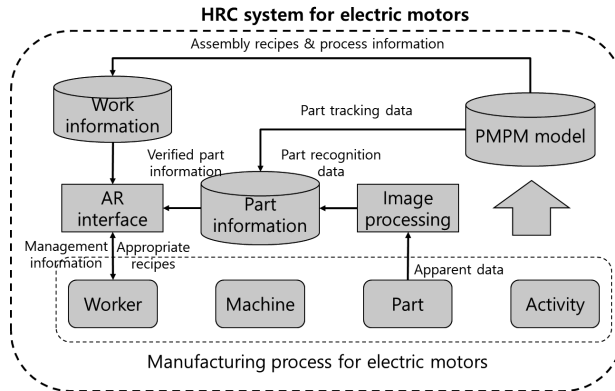 HRC system for electric motors
Assembly recipes & process information
Work
information
Part tracking data
PMPM model
Verified part
information
Part recognition
data
AR
interface
Part
information
Image
processing
Management
information
Appropriate
recipes
Apparent data
Worker
Machine
Part
Activity
Manufacturing process for electric motors